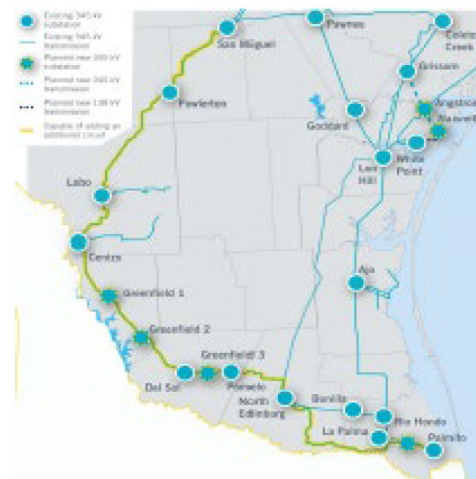 Existing 345 kV
substation
Existing 345 kV
transmission
Planned new 345 kV
substation
Planned new 345 kV
transmission
Planned new 138 kV
transmission
Capable of adding an
additional circuit
San Miguel
Pawnee
Coleto
Creek
Grissom
Fowlerton
Angstrom
Goddard
Lon
Hill
White
Point
Lobo
Cenizo
Ajo
Greenfield 1
Greenfield 2
Greenfield 3
Del Sol
North
Edinburg
Bonilla
Rio Hondo
La Palma
Palmito